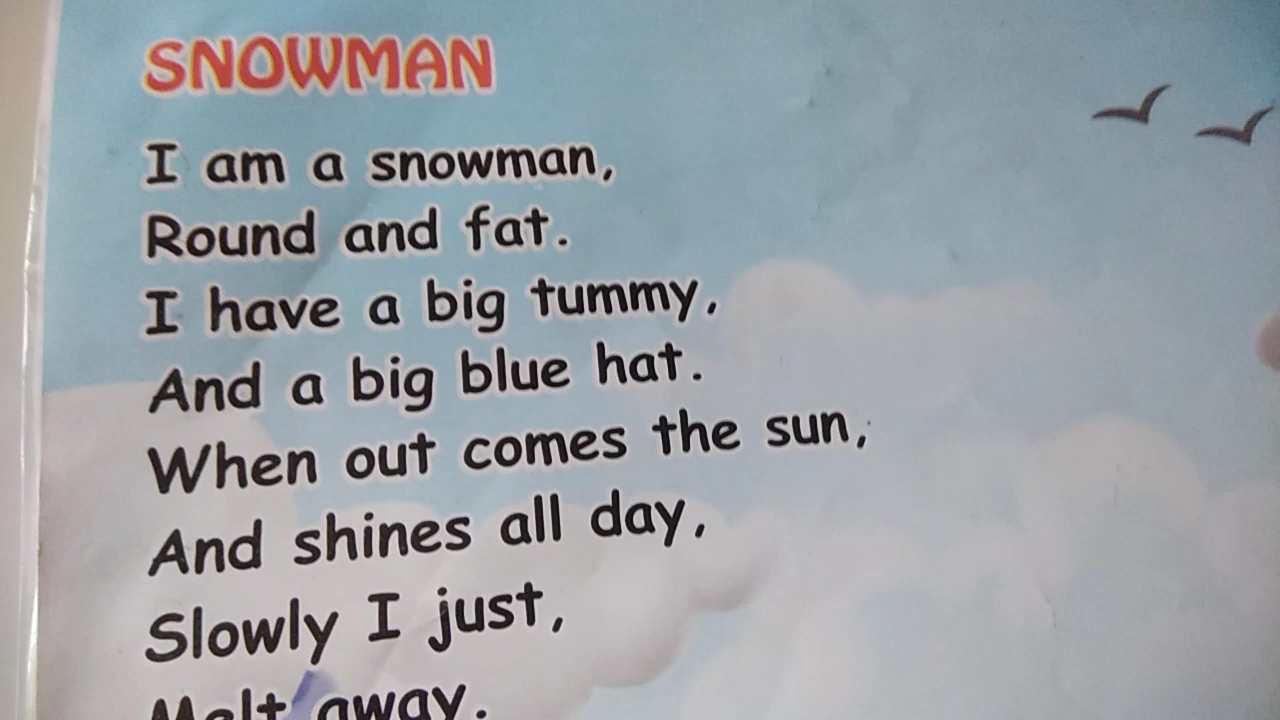 SNOWMAN
I am a snowman,
Round and fat.
I have a big tummy,
And a big blue hat.
When out comes the sun,
And shines all day,
Slowly I just,
Melt away.